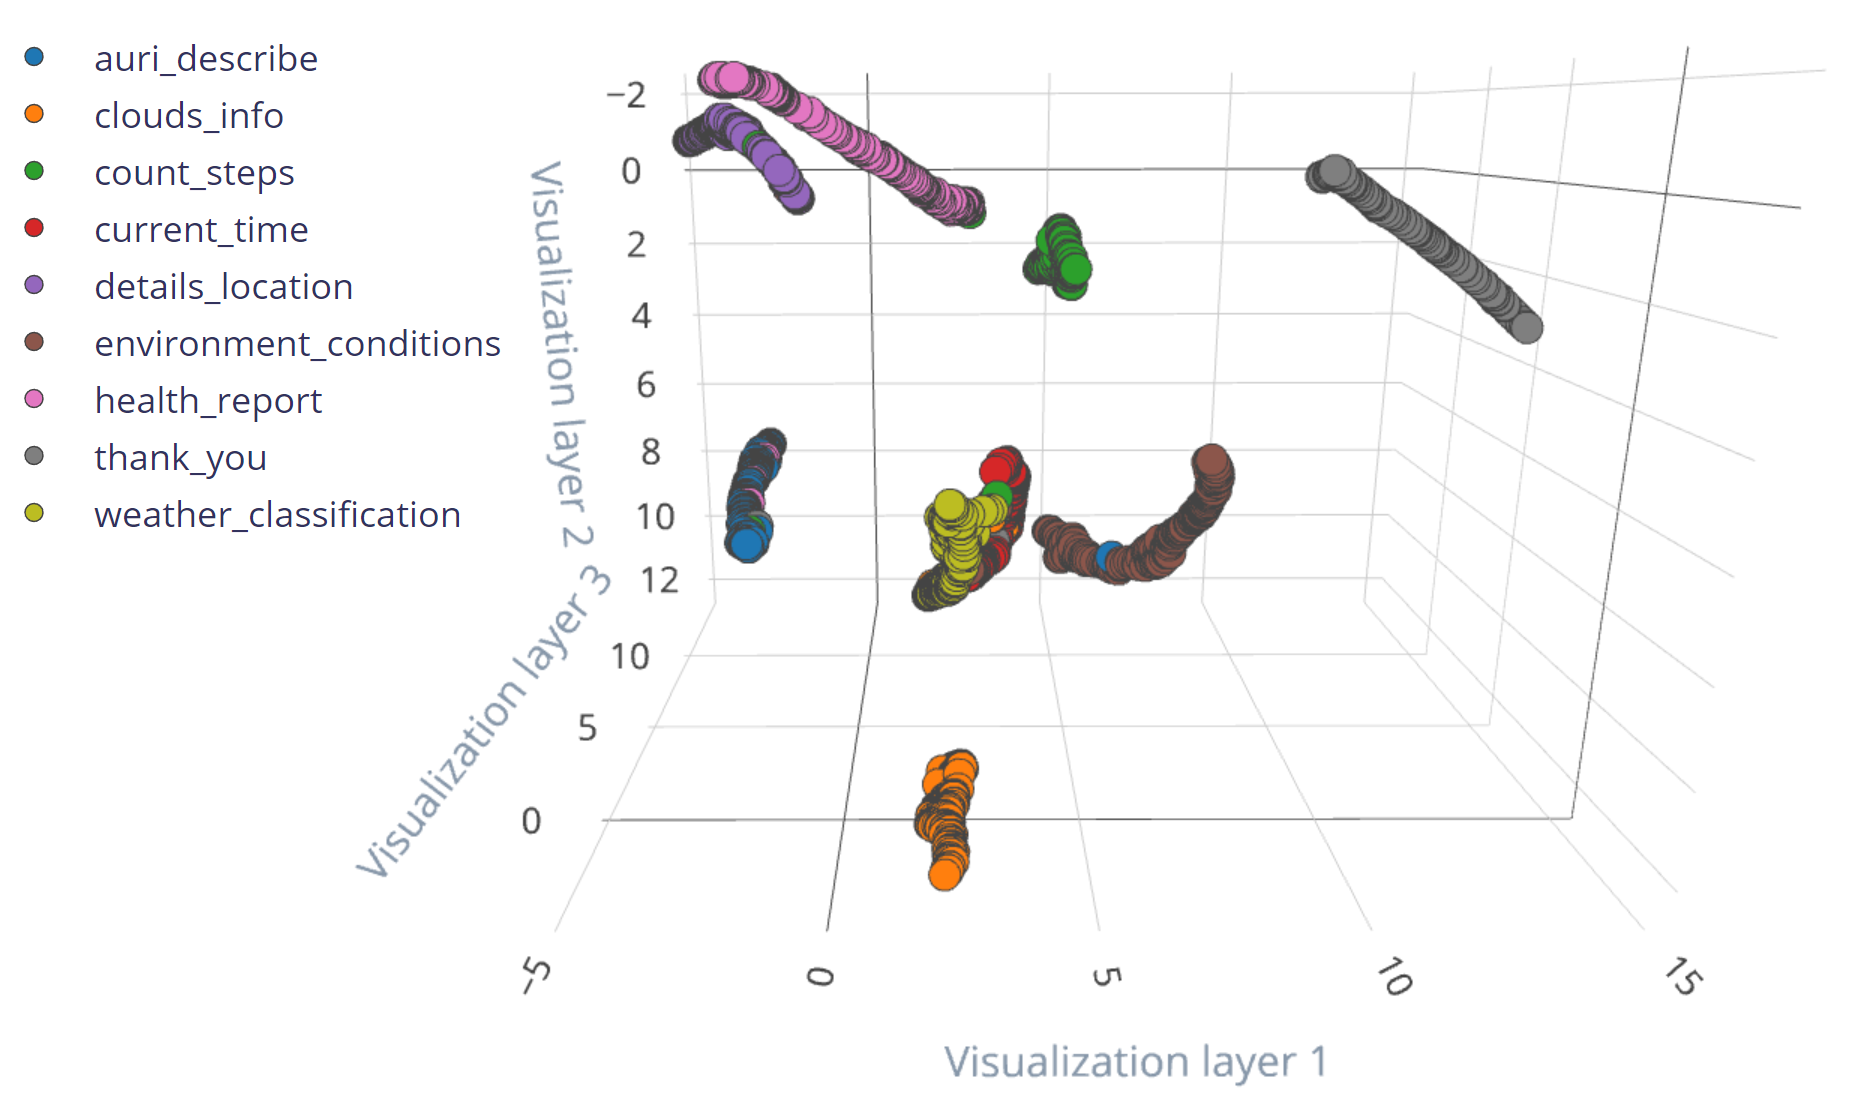 auri_describe
clouds_info
count_steps
current_time
details_location
environment_conditions
health_report
thank_you
weather_classification
−2
0
2
4
6
8
10
12
Visualization layer 2
10
5
0
Visualization layer 3
−5
0
5
10
15
Visualization layer 1